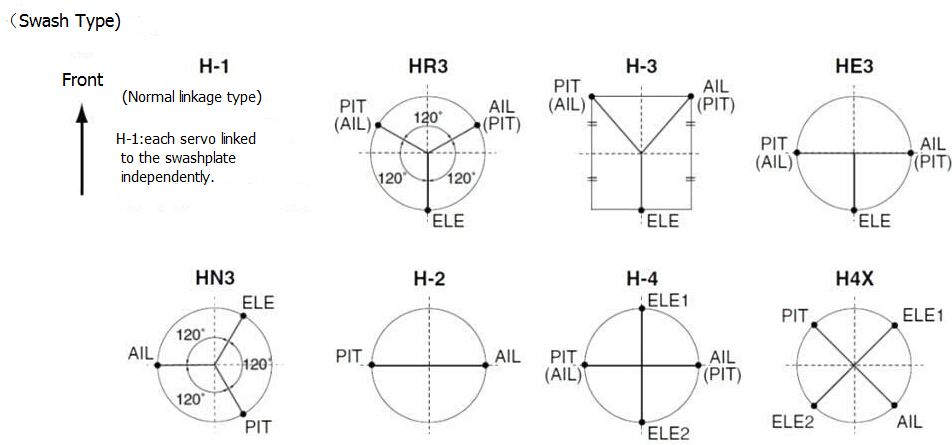 （Swash Type)
Front
H-1
(Normal linkage type)
H-1:each servo linked
to the swashplate
independently.
HR3
PIT
(AIL)
AIL
(PIT)
120°
120°
120°
ELE
H-3
PIT
(AIL)
AIL
(PIT)
ELE
HE3
PIT
(AIL)
AIL
(PIT)
ELE
HN3
ELE
120°
AIL
120°
120°
PIT
H-2
PIT
AIL
H-4
ELE1
PIT
(AIL)
AIL
(PIT)
ELE2
H4X
PIT
ELE1
ELE2
AIL